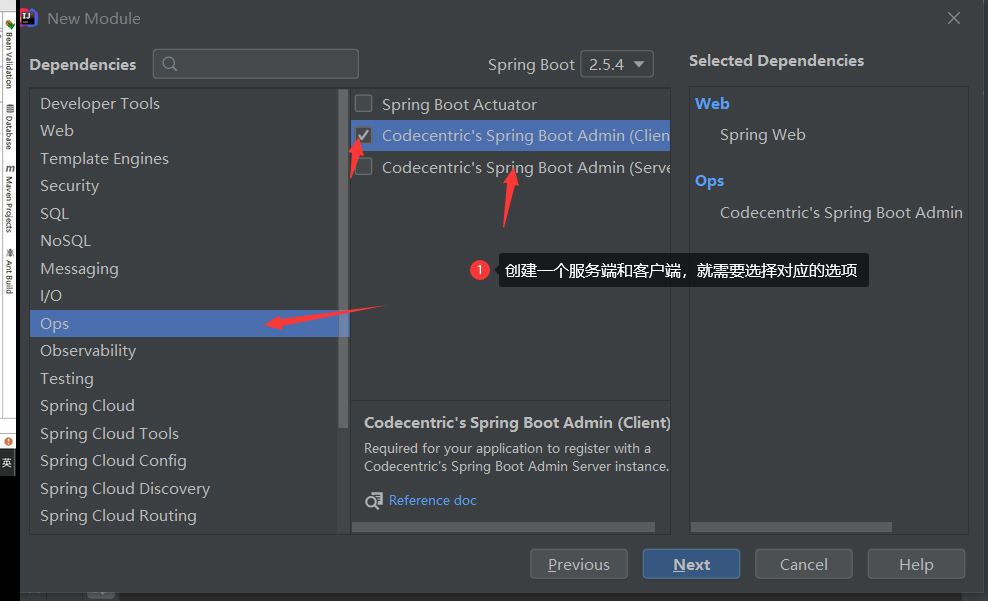 New Module
Dependencies
Spring Boot 2.5.4
Selected Dependencies
Developer Tools
Web
Template Engines
Security
SQL
NoSQL
Messaging
I/O
Ops
Observability
Testing
Spring Cloud
Spring Cloud Tools
Spring Cloud Config
Spring Cloud Discovery
Spring Cloud Routing
Spring Boot Actuator
Codecentric's Spring Boot Admin (Clien
Codecentric's Spring Boot Admin (Serve
1 创建一个服务端和客户端，就需要选择对应的选项
Codecentric's Spring Boot Admin (Client)
Required for your application to register with a
Codecentric's Spring Boot Admin Server instance.
Reference doc
Web
Spring Web
Ops
Codecentric's Spring Boot Admin
Previous
Next
Cancel
Help
Bean Validation
Database
Maven Projects
Ant Build
英
IJ
m